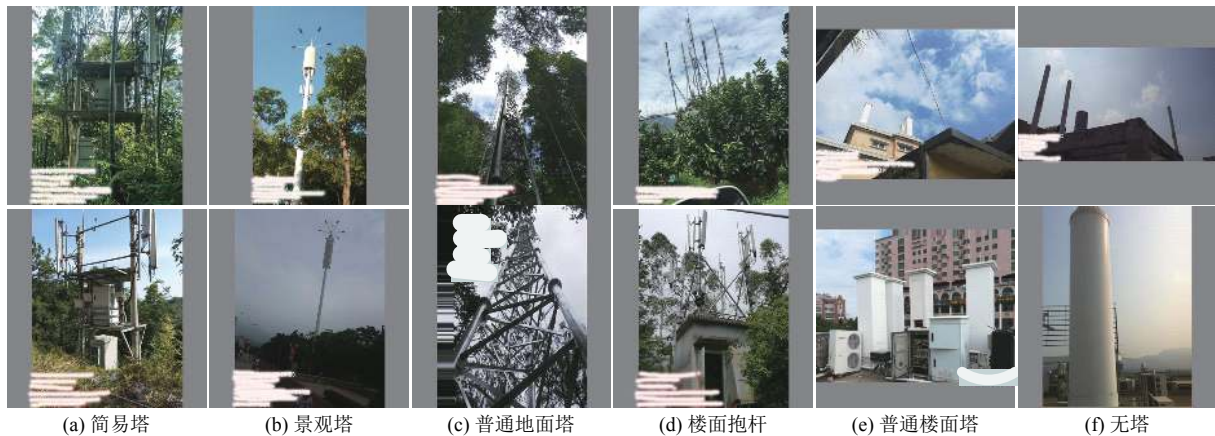 (a) 简易塔
(b) 景观塔
(c) 普通地面塔
(d) 楼面抱杆
(e) 普通楼面塔
(f) 无塔